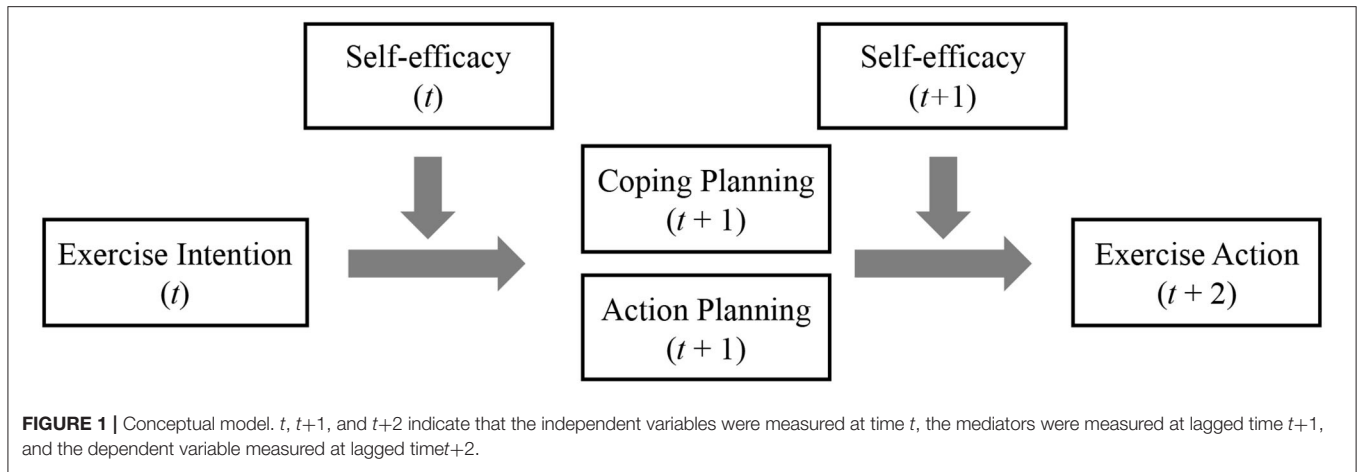 Self-efficacy
(t)
Self-efficacy
(t+1)
Coping Planning
(t + 1)
Exercise Intention
(t)
Action Planning
(t + 1)
Exercise Action
(t + 2)
FIGURE 1 | Conceptual model. t, t+1, and t+2 indicate that the independent variables were measured at time t, the mediators were measured at lagged time t+1,
and the dependent variable measured at lagged timet+2.